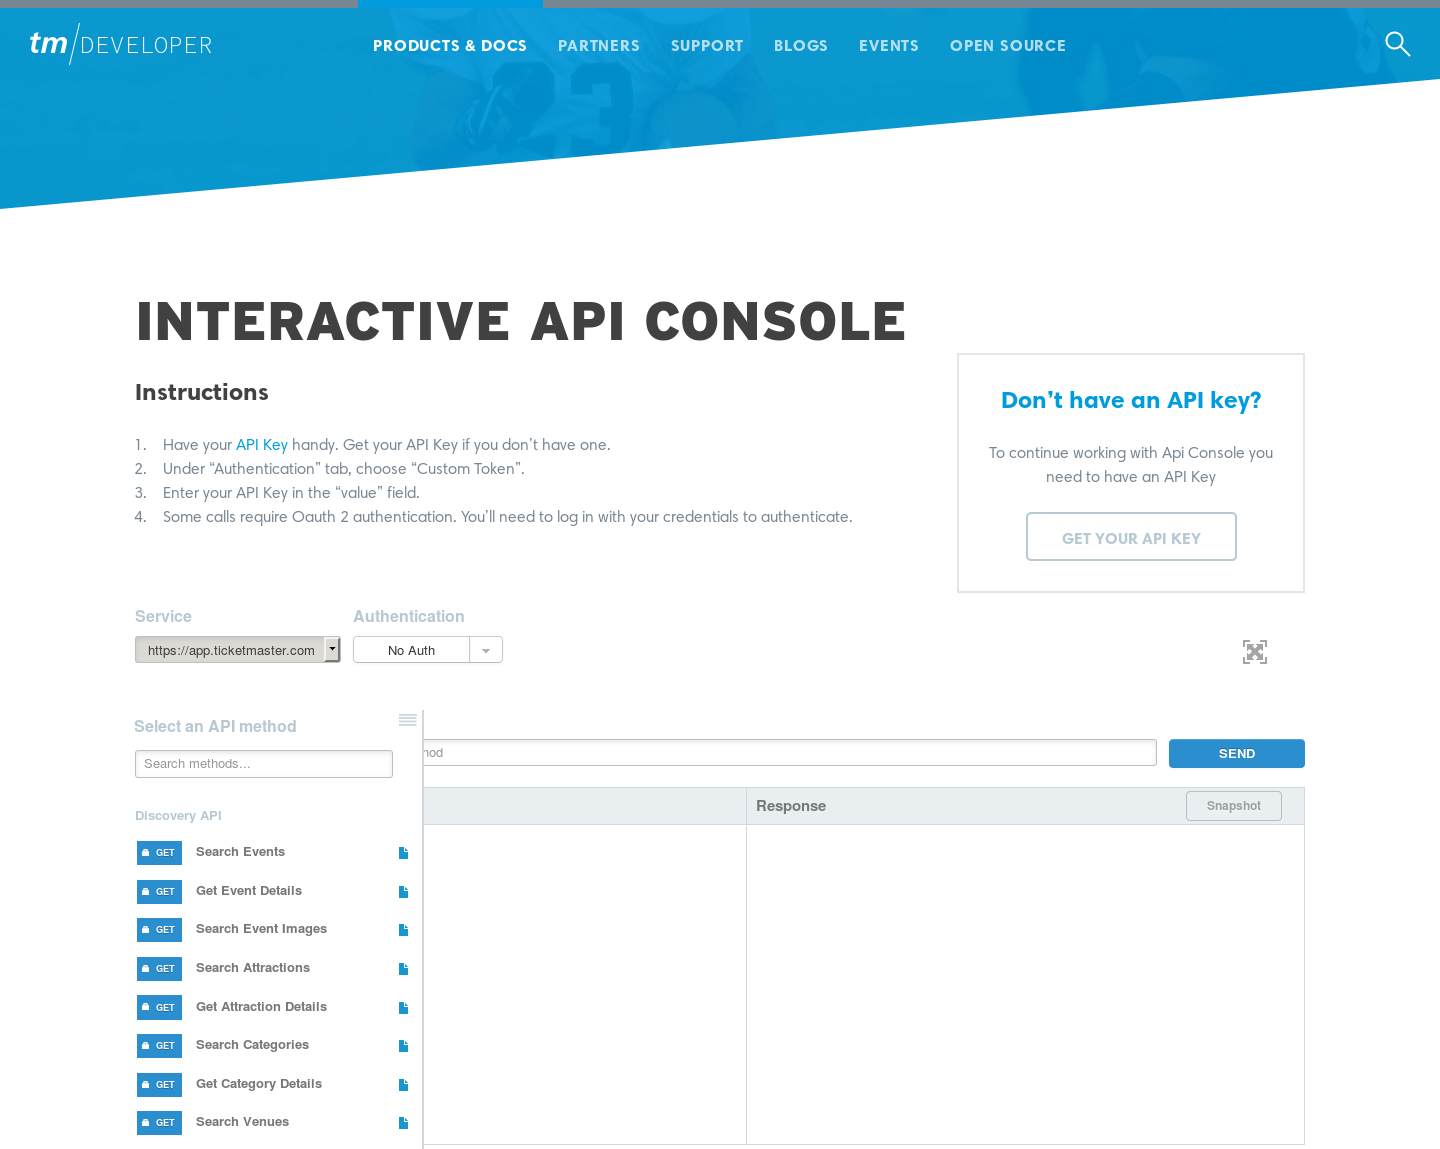 tm/DEVELOPER
PRODUCTS & DOCS PARTNERS SUPPORT BLOGS EVENTS OPEN SOURCE
INTERACTIVE API CONSOLE
Instructions
1. Have your API Key handy. Get your API Key if you don’t have one.
2. Under “Authentication” tab, choose “Custom Token”.
3. Enter your API Key in the “value” field.
4. Some calls require Oauth 2 authentication. You’ll need to log in with your credentials to authenticate.
Don’t have an API key?
To continue working with Api Console you
need to have an API Key
GET YOUR API KEY
Service Authentication
https://app.ticketmaster.com No Auth
Select an API method
Search methods...
SEND
Response Snapshot
Discovery API
GET Search Events
GET Get Event Details
GET Search Event Images
GET Search Attractions
GET Get Attraction Details
GET Search Categories
GET Get Category Details
GET Search Venues